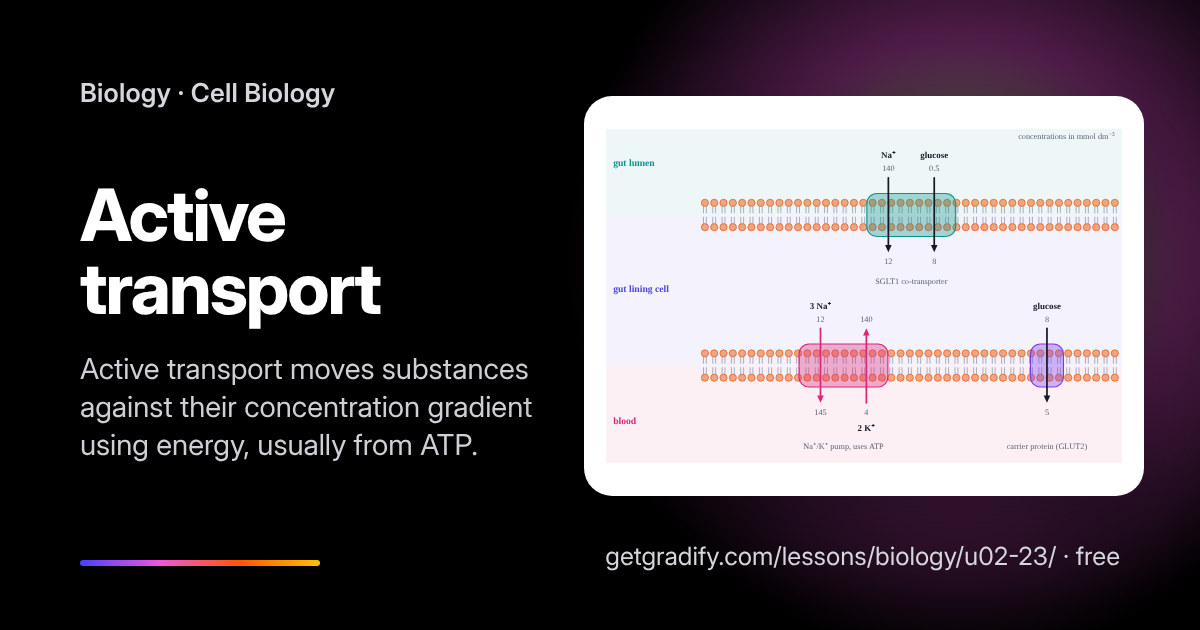 Biology · Cell Biology
Active
transport
Active transport moves substances
against their concentration gradient
using energy, usually from ATP.
concentrations in mmol dm⁻³
gut lumen
Na⁺ glucose
140 0.5
12 8
SGLT1 co-transporter
gut lining cell
3 Na⁺ glucose
12 140 8
145 4 5
blood
2 K⁺
Na⁺/K⁺ pump, uses ATP carrier protein (GLUT2)
getgradify.com/lessons/biology/u02-23/ · free